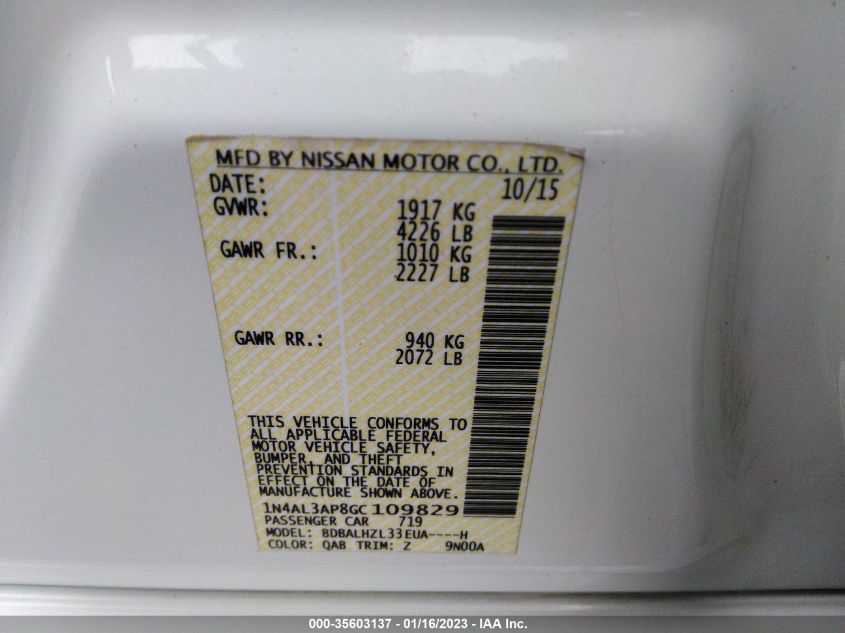 MFD BY NISSAN MOTOR CO., LTD.
DATE: 10/15
GVWR: 1917 KG
4226 LB
GAWR FR.: 1010 KG
2227 LB
GAWR RR.: 940 KG
2072 LB
THIS VEHICLE CONFORMS TO
ALL APPLICABLE FEDERAL
MOTOR VEHICLE SAFETY,
BUMPER, AND THEFT
PREVENTION STANDARDS IN
EFFECT ON THE DATE OF
MANUFACTURE SHOWN ABOVE.
1N4AL3AP8GC109829
PASSENGER CAR 719
MODEL: BDBALHZL33EUA----H
COLOR: QAB TRIM: Z 9N00A
000-35603137 - 01/16/2023 - IAA Inc.